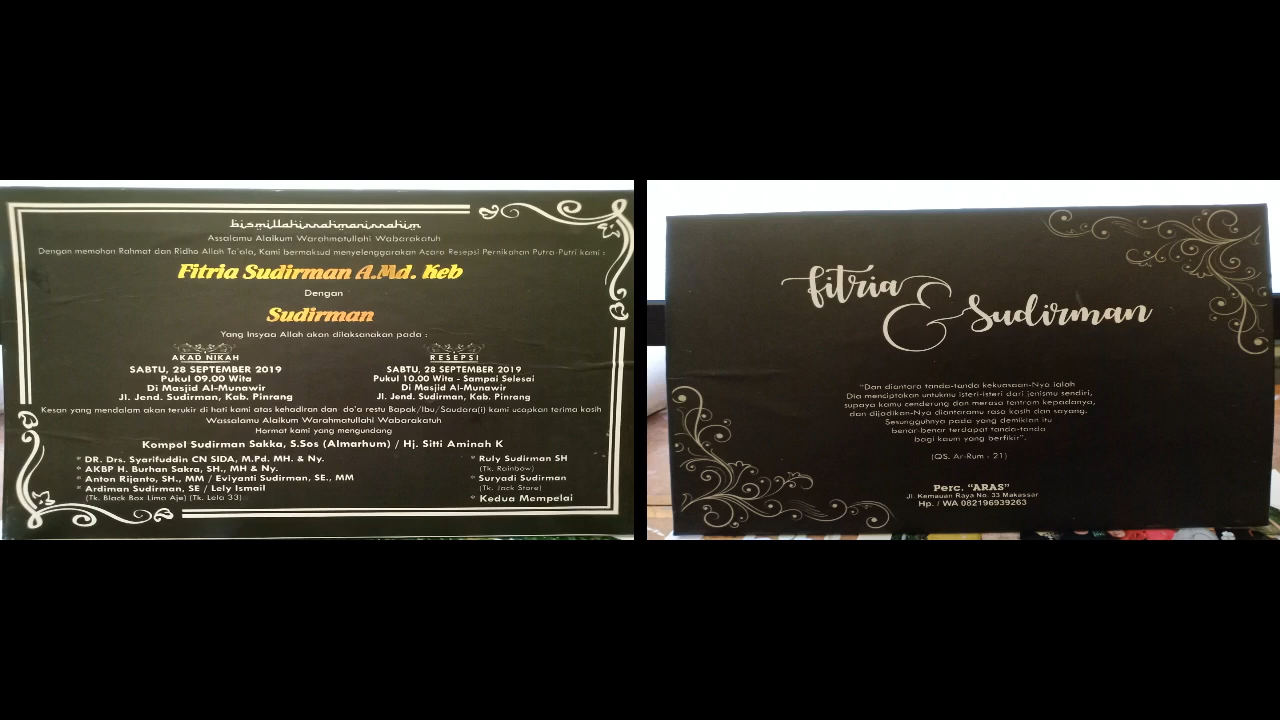 bismillahirrahmanirrahim
Assalamu Alaikum Warahmatullahi Wabarakatuh
Dengan memohon Rahmat dan Ridho Allah Ta'ala, Kami bermaksud menyelenggarakan Acara Resepsi Pernikahan Putra-Putri kami :
Fitria Sudirman A.Md. Keb
Dengan
Sudirman
Yang Insyaa Allah akan dilaksanakan pada :
AKAD NIKAH
SABTU, 28 SEPTEMBER 2019
Pukul 09.00 Wita
Di Masjid Al-Munawir
Jl. Jend. Sudirman, Kab. Pinrang
RESEPSI
SABTU, 28 SEPTEMBER 2019
Pukul 10.00 Wita - Sampai Selesai
Di Masjid Al-Munawir
Jl. Jend. Sudirman, Kab. Pinrang
Kesan yang mendalam akan terukir di hati kami atas kehadiran dan do'a restu Bapak/Ibu/Saudara(i) kami ucapkan terima kasih
Wassalamu Alaikum Warahmatullahi Wabarakatuh
Hormat kami yang mengundang
Kompol Sudirman Sakka, S.Sos (Almarhum) / Hj. Sitti Aminah K
* DR. Drs. Syarifuddin CN SIDA, M.Pd. MH. & Ny.
* AKBP H. Burhan Sakra, SH., MH & Ny.
* Anton Rijanto, SH., MM / Eviyanti Sudirman, SE., MM
* Ardiman Sudirman, SE / Lely Ismail
(Tk. Black Box Lima Aje) (Tk. Lela 33)
* Ruly Sudirman SH
(Tk. Rainbow)
* Suryadi Sudirman
(Tk. Jack Store)
* Kedua Mempelai
fitria & Sudirman
"Dan diantara tanda-tanda kekuasaan-Nya ialah
Dia menciptakan untukmu isteri-isteri dari jenismu sendiri,
supaya kamu cenderung dan merasa tentram kepadanya,
dan dijadikan-Nya diantaramu rasa kasih dan sayang.
Sesungguhnya pada yang demikian itu
benar-benar terdapat tanda-tanda
bagi kaum yang berfikir".
(QS. Ar-Rum - 21)
Perc. "ARAS"
Jl. Kemauan Raya No. 33 Makassar
Hp. / WA 082196939263